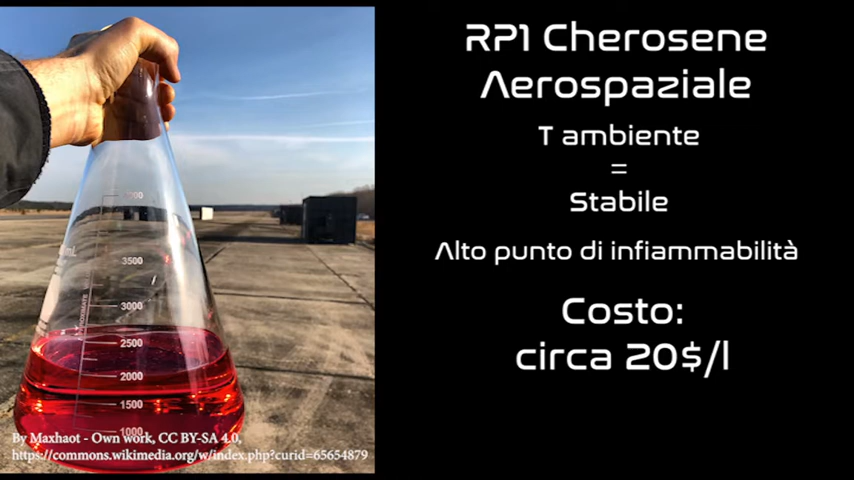 RP1 Cherosene
Aerospaziale
T ambiente
=
Stabile
Alto punto di infiammabilità
Costo:
circa 20$/l
3500
3000
2500
2000
1500
1000
By Maxhaot - Own work, CC BY-SA 4.0,
https://commons.wikimedia.org/w/index.php?curid=65654879